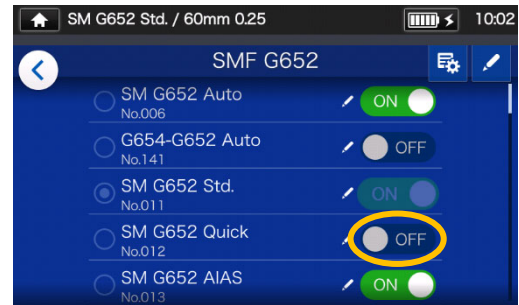 SM G652 Std. / 60mm 0.25 10:02
SMF G652
SM G652 Auto ON
No.006
G654-G652 Auto OFF
No.141
SM G652 Std. ON
No.011
SM G652 Quick OFF
No.012
SM G652 AIAS ON
No.013